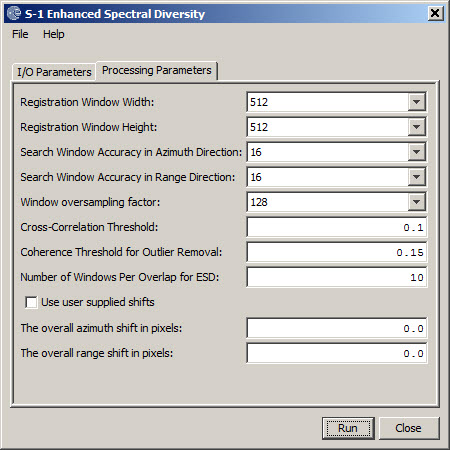 S-1 Enhanced Spectral Diversity
File Help
I/O Parameters Processing Parameters
Registration Window Width: 512
Registration Window Height: 512
Search Window Accuracy in Azimuth Direction: 16
Search Window Accuracy in Range Direction: 16
Window oversampling factor: 128
Cross-Correlation Threshold: 0.1
Coherence Threshold for Outlier Removal: 0.15
Number of Windows Per Overlap for ESD: 10
Use user supplied shifts
The overall azimuth shift in pixels: 0.0
The overall range shift in pixels: 0.0
Run Close